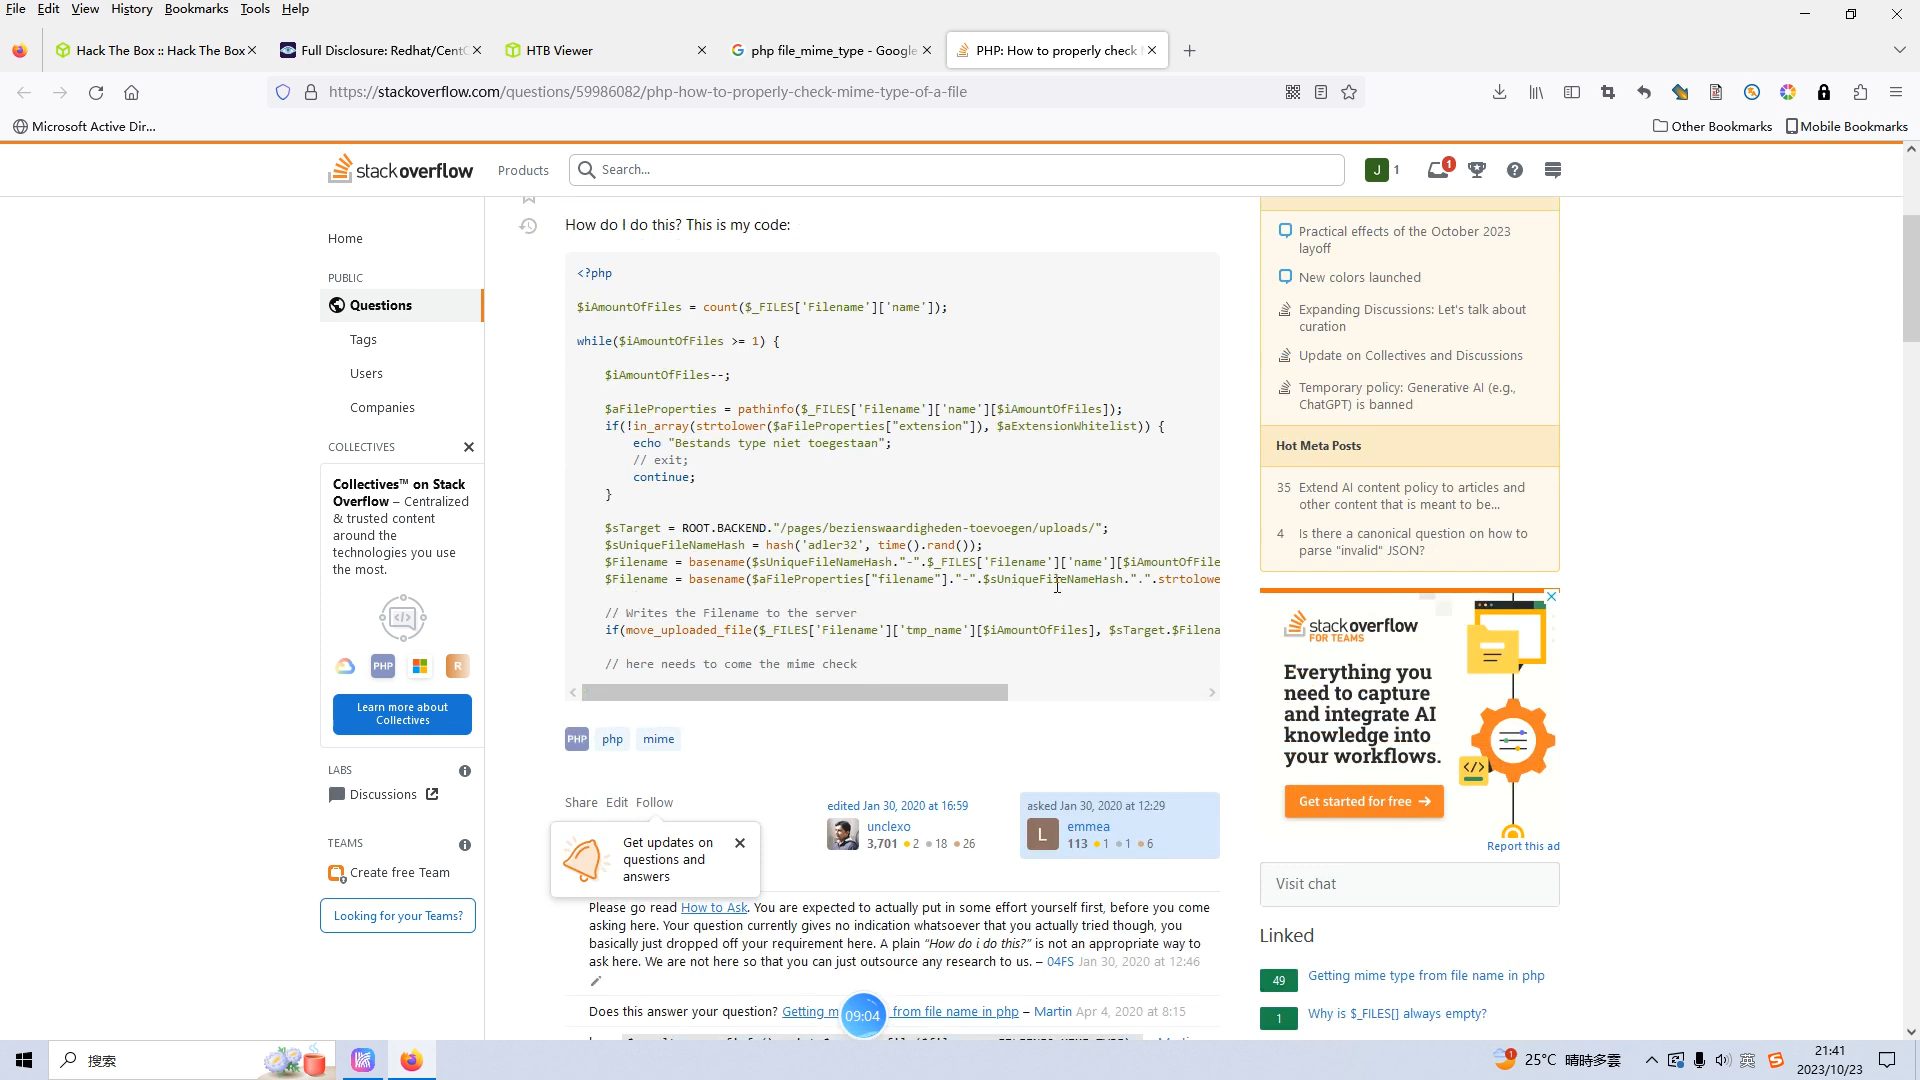 File Edit View History Bookmarks Tools Help
Hack The Box :: Hack The Box
Full Disclosure: Redhat/CentO
HTB Viewer
php file_mime_type - Google
PHP: How to properly check
https://stackoverflow.com/questions/59986082/php-how-to-properly-check-mime-type-of-a-file
Microsoft Active Dir...
Other Bookmarks
Mobile Bookmarks
stackoverflow
Products
Search...
J 1
1
Home
PUBLIC
Questions
Tags
Users
Companies
COLLECTIVES
Collectives™ on Stack
Overflow – Centralized
& trusted content
around the
technologies you use
the most.
PHP
R
Learn more about
Collectives
LABS
Discussions
TEAMS
Create free Team
Looking for your Teams?
How do I do this? This is my code:
<?php
$iAmountOfFiles = count($_FILES['Filename']['name']);
while($iAmountOfFiles >= 1) {
$iAmountOfFiles--;
$aFileProperties = pathinfo($_FILES['Filename']['name'][$iAmountOfFiles]);
if(!in_array(strtolower($aFileProperties["extension"]), $aExtensionWhitelist)) {
echo "Bestands type niet toegestaan";
// exit;
continue;
}
$sTarget = ROOT.BACKEND."/pages/bezienswaardigheden-toevoegen/uploads/";
$sUniqueFileNameHash = hash('adler32', time().rand());
$Filename = basename($sUniqueFileNameHash."-".$_FILES['Filename']['name'][$iAmountOfFile
$Filename = basename($aFileProperties["filename"]."-".$sUniqueFileNameHash.".".strtolowe
// Writes the Filename to the server
if(move_uploaded_file($_FILES['Filename']['tmp_name'][$iAmountOfFiles], $sTarget.$Filena
// here needs to come the mime check
PHP
php
mime
Share Edit Follow
edited Jan 30, 2020 at 16:59
unclexo
3,701 2 18 26
asked Jan 30, 2020 at 12:29
L
emmea
113 1 1 6
Get updates on
questions and
answers
Please go read How to Ask. You are expected to actually put in some effort yourself first, before you come
asking here. Your question currently gives no indication whatsoever that you actually tried though, you
basically just dropped off your requirement here. A plain “How do i do this?” is not an appropriate way to
ask here. We are not here so that you can just outsource any research to us. – 04FS Jan 30, 2020 at 12:46
Does this answer your question? Getting m from file name in php – Martin Apr 4, 2020 at 8:15
09:04
Practical effects of the October 2023
layoff
New colors launched
Expanding Discussions: Let's talk about
curation
Update on Collectives and Discussions
Temporary policy: Generative AI (e.g.,
ChatGPT) is banned
Hot Meta Posts
35 Extend AI content policy to articles and
other content that is meant to be...
4 Is there a canonical question on how to
parse "invalid" JSON?
stackoverflow
FOR TEAMS
Everything you
need to capture
and integrate AI
knowledge into
your workflows.
Get started for free
Report this ad
Visit chat
Linked
49 Getting mime type from file name in php
1 Why is $_FILES[] always empty?
搜索
1
25°C 晴時多雲
英
21:41
2023/10/23